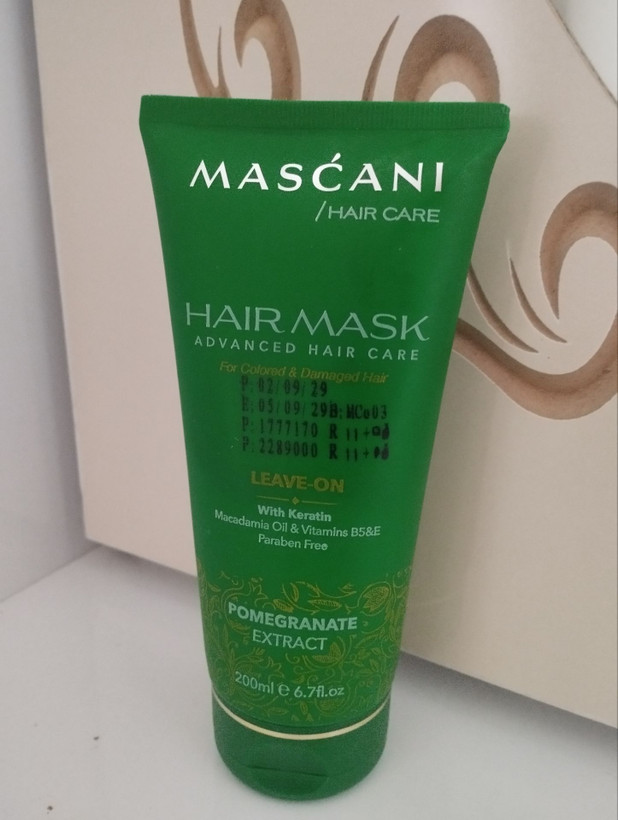 MASĆANI
/HAIR CARE
HAIR MASK
ADVANCED HAIR CARE
For Colored & Damaged Hair
P:02/09/29
E:05/09/29B:MCo03
P:1777170 R
P:2289000 R
LEAVE-ON
With Keratin
Macadamia Oil & Vitamins B5&E
Paraben Free
POMEGRANATE
EXTRACT
200ml e 6.7fl.oz